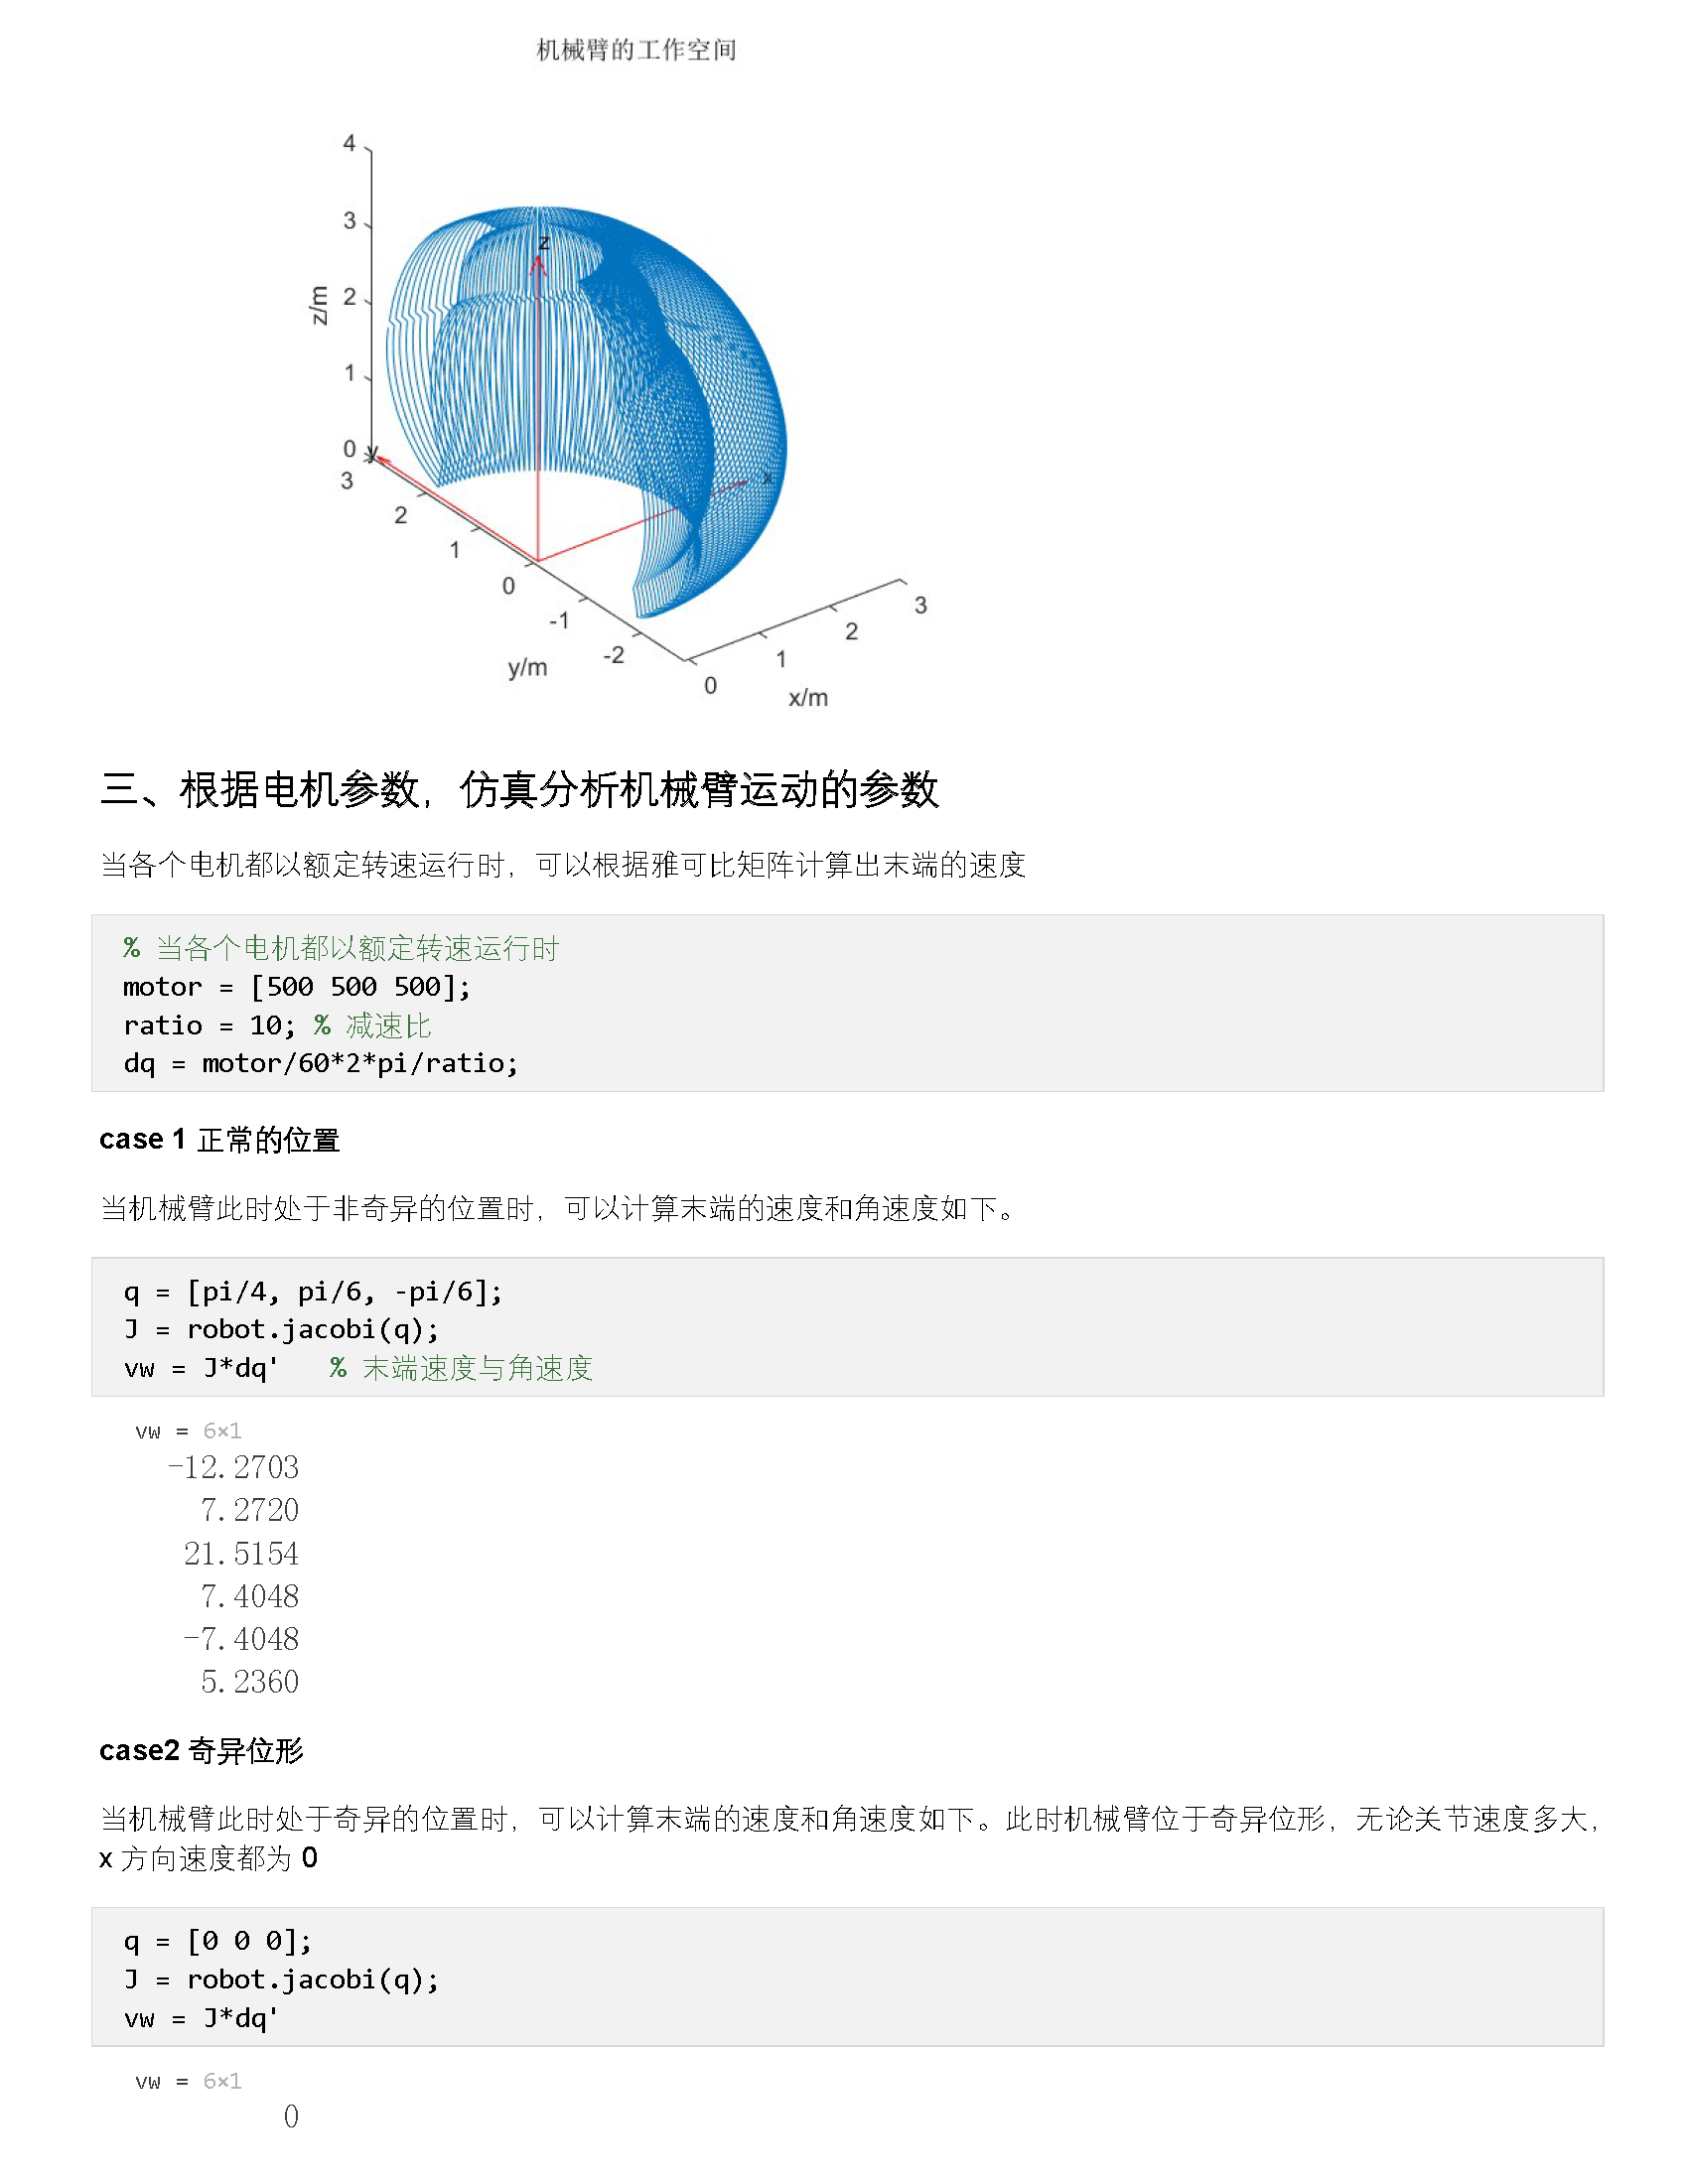 机械臂的工作空间
4
3
z
z/m
2
1
0
y
3
x
2
1
0
3
-1
2
-2
y/m
1
0
x/m
三、根据电机参数，仿真分析机械臂运动的参数
当各个电机都以额定转速运行时，可以根据雅可比矩阵计算出末端的速度
% 当各个电机都以额定转速运行时
motor = [500 500 500];
ratio = 10; % 减速比
dq = motor/60*2*pi/ratio;
case 1 正常的位置
当机械臂此时处于非奇异的位置时，可以计算末端的速度和角速度如下。
q = [pi/4, pi/6, -pi/6];
J = robot.jacobi(q);
vw = J*dq'   % 末端速度与角速度
vw = 6×1
-12.2703
7.2720
21.5154
7.4048
-7.4048
5.2360
case2 奇异位形
当机械臂此时处于奇异的位置时，可以计算末端的速度和角速度如下。此时机械臂位于奇异位形，无论关节速度多大，
x 方向速度都为 0
q = [0 0 0];
J = robot.jacobi(q);
vw = J*dq'
vw = 6×1
0